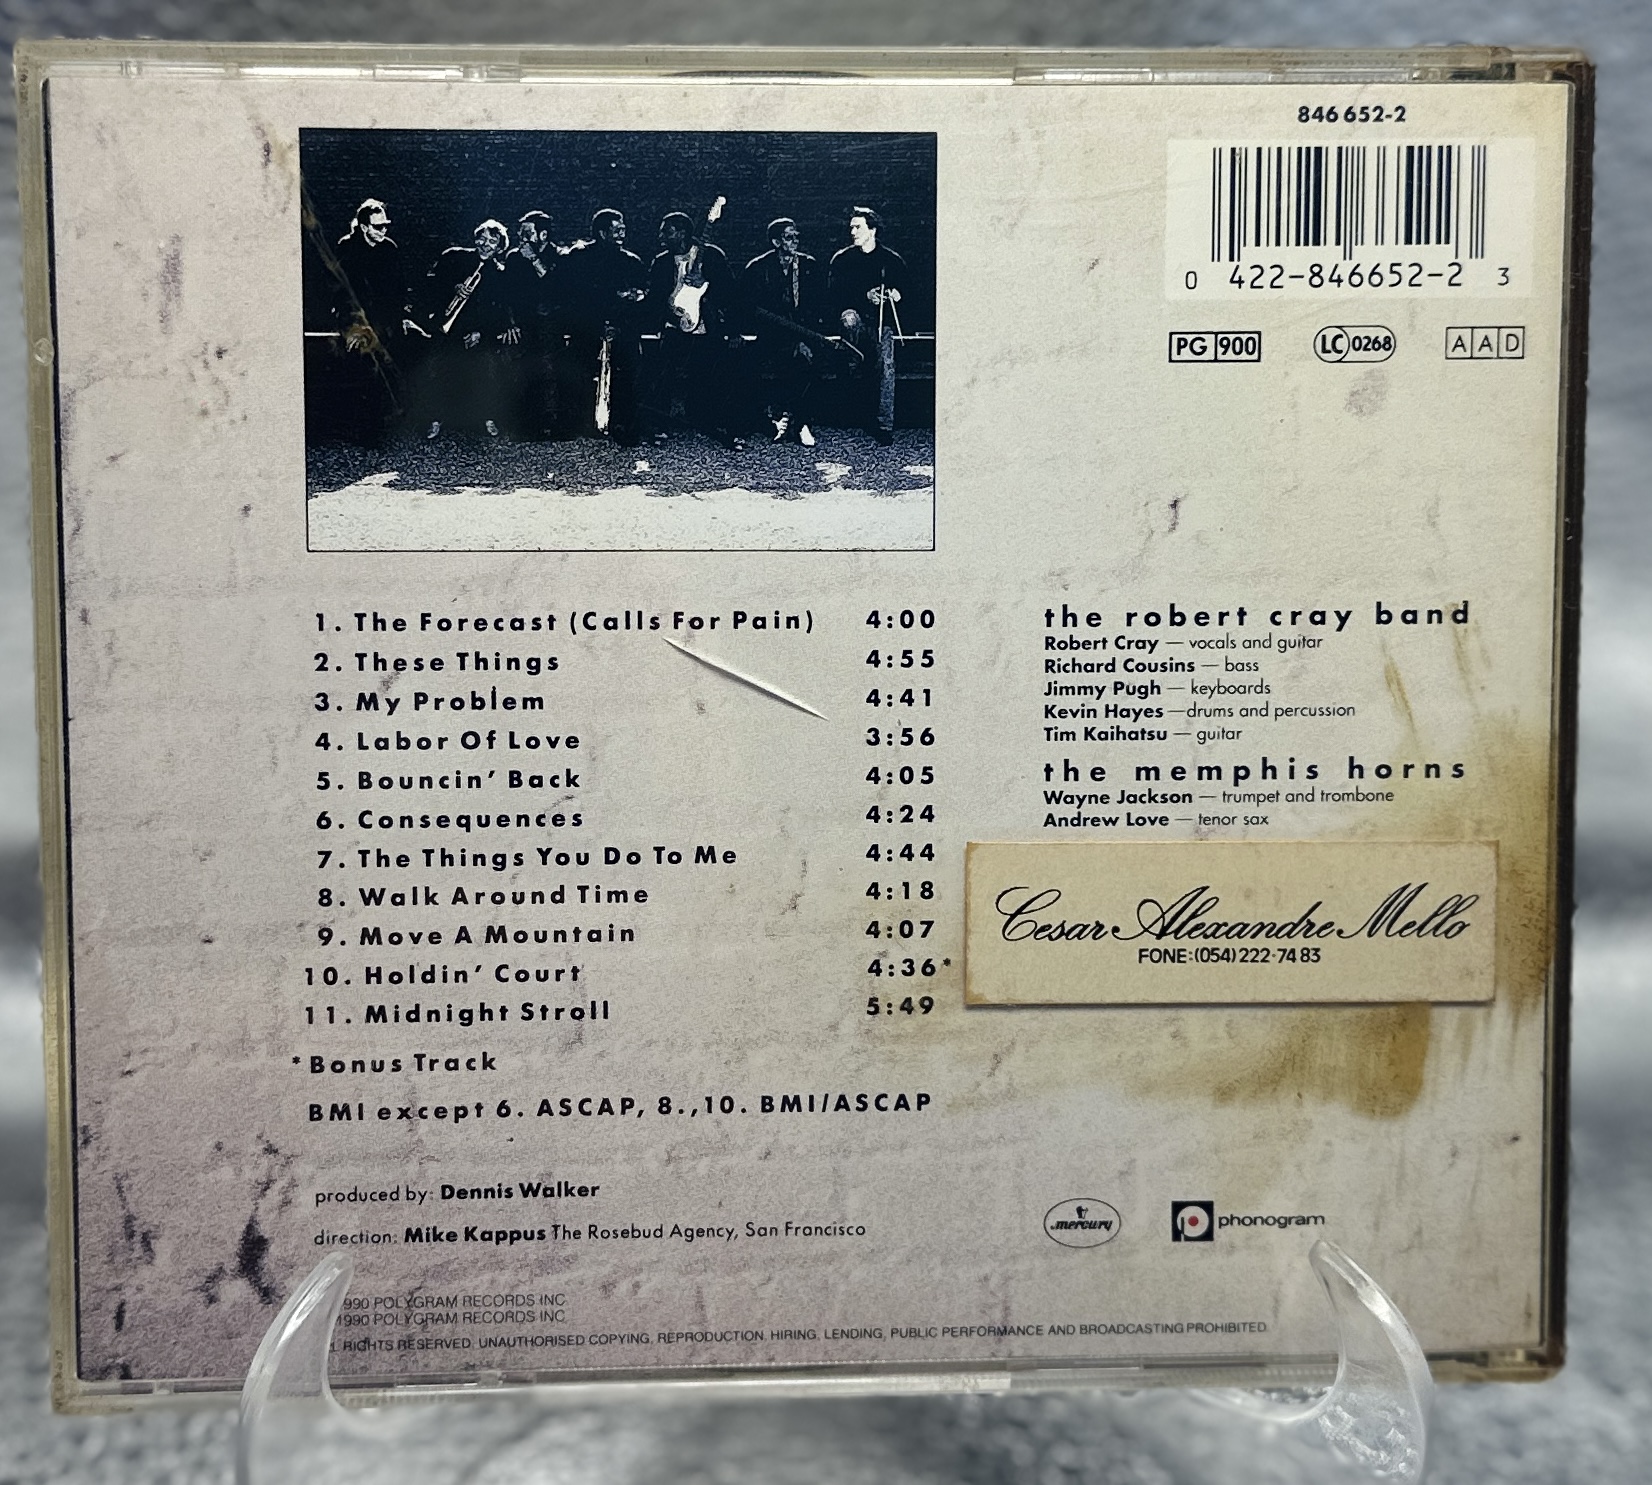 846 652-2
0 422-846652-2 3
PG 900
LC 0268
A A D
1. The Forecast (Calls For Pain) 4:00
2. These Things 4:55
3. My Problem 4:41
4. Labor Of Love 3:56
5. Bouncin' Back 4:05
6. Consequences 4:24
7. The Things You Do To Me 4:44
8. Walk Around Time 4:18
9. Move A Mountain 4:07
10. Holdin' Court 4:36*
11. Midnight Stroll 5:49
*Bonus Track
BMI except 6. ASCAP, 8.,10. BMI/ASCAP
the robert cray band
Robert Cray — vocals and guitar
Richard Cousins — bass
Jimmy Pugh — keyboards
Kevin Hayes —drums and percussion
Tim Kaihatsu — guitar
the memphis horns
Wayne Jackson — trumpet and trombone
Andrew Love — tenor sax
Cesar Alexandre Mello
FONE:(054) 222-74 83
produced by: Dennis Walker
direction: Mike Kappus The Rosebud Agency, San Francisco
mercury
phonogram
990 POLYGRAM RECORDS INC
1990 POLYGRAM RECORDS INC
RIGHTS RESERVED. UNAUTHORISED COPYING, REPRODUCTION, HIRING, LENDING, PUBLIC PERFORMANCE AND BROADCASTING PROHIBITED